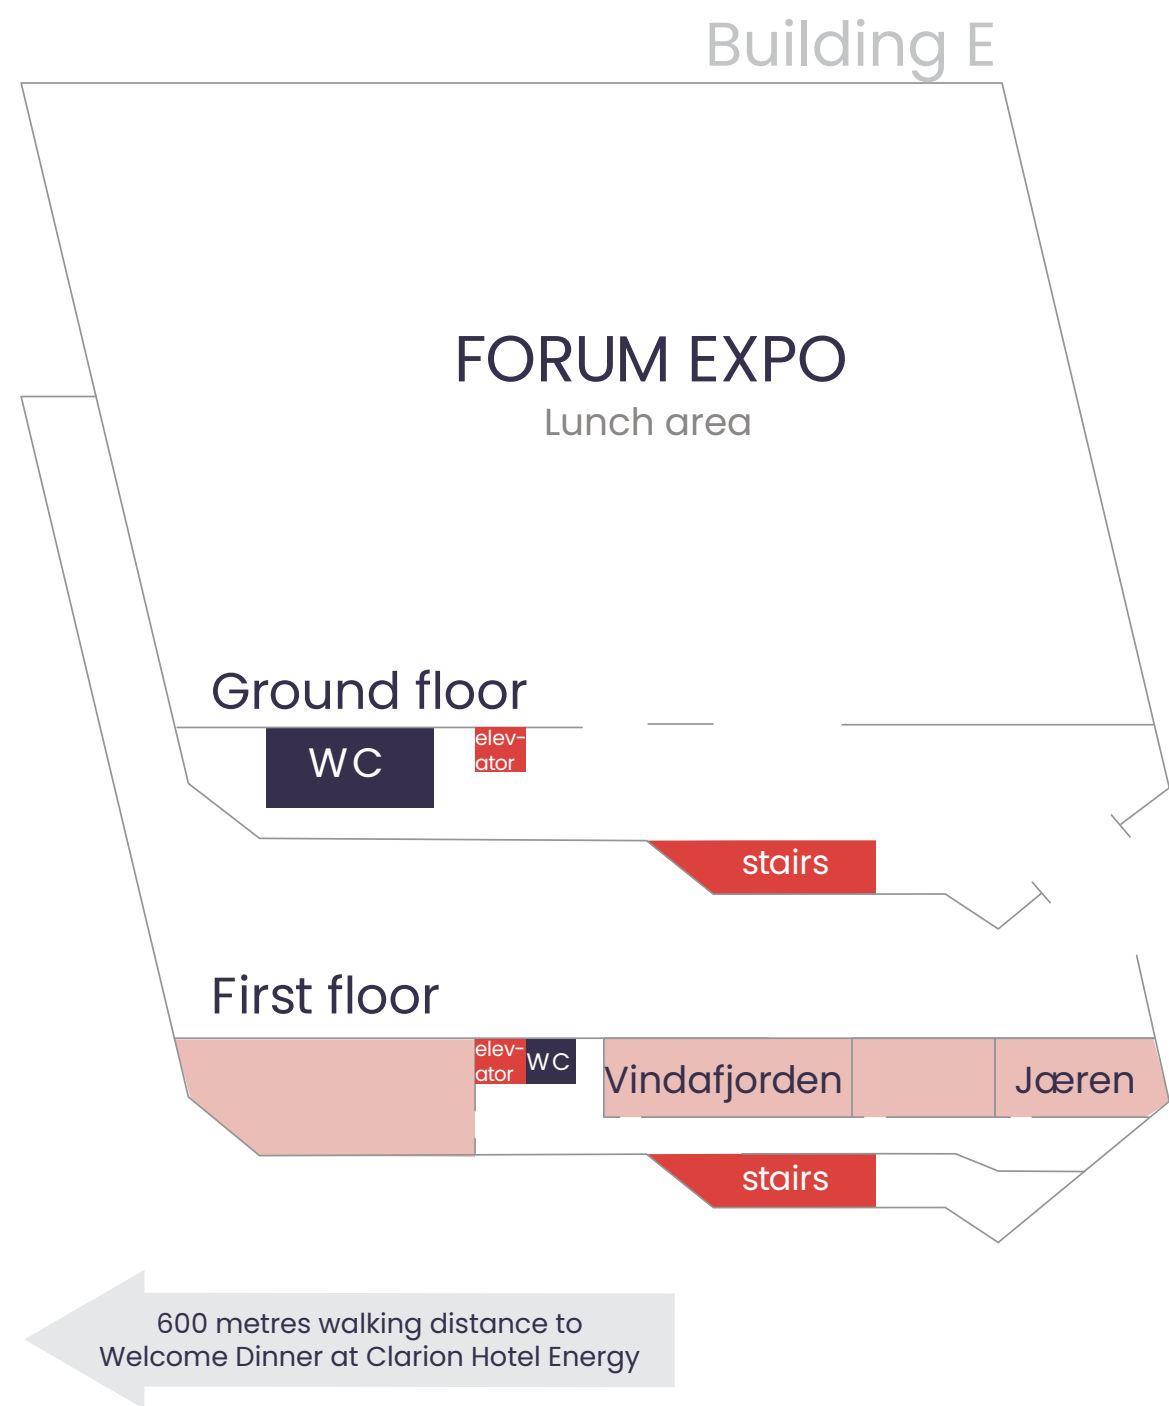 Building E
FORUM EXPO
Lunch area
Ground floor
WC
elev-
ator
stairs
First floor
elev-
ator
WC
Vindafjorden
Jæren
stairs
600 metres walking distance to
Welcome Dinner at Clarion Hotel Energy